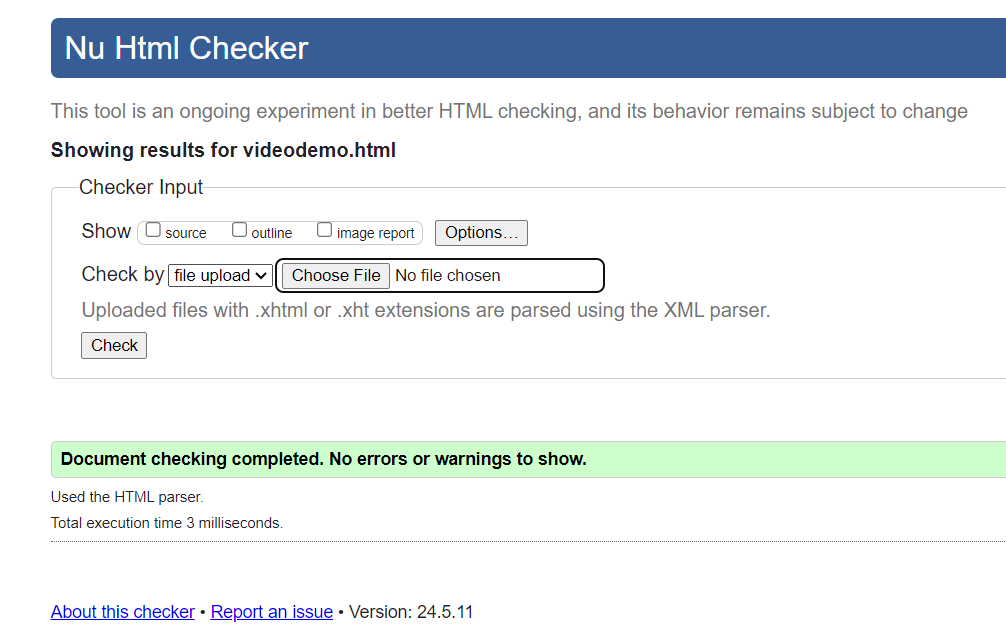 Nu Html Checker
This tool is an ongoing experiment in better HTML checking, and its behavior remains subject to change
Showing results for videodemo.html
Checker Input
Show source outline image report Options…
Check by file upload Choose File No file chosen
Uploaded files with .xhtml or .xht extensions are parsed using the XML parser.
Check
Document checking completed. No errors or warnings to show.
Used the HTML parser.
Total execution time 3 milliseconds.
About this checker • Report an issue • Version: 24.5.11